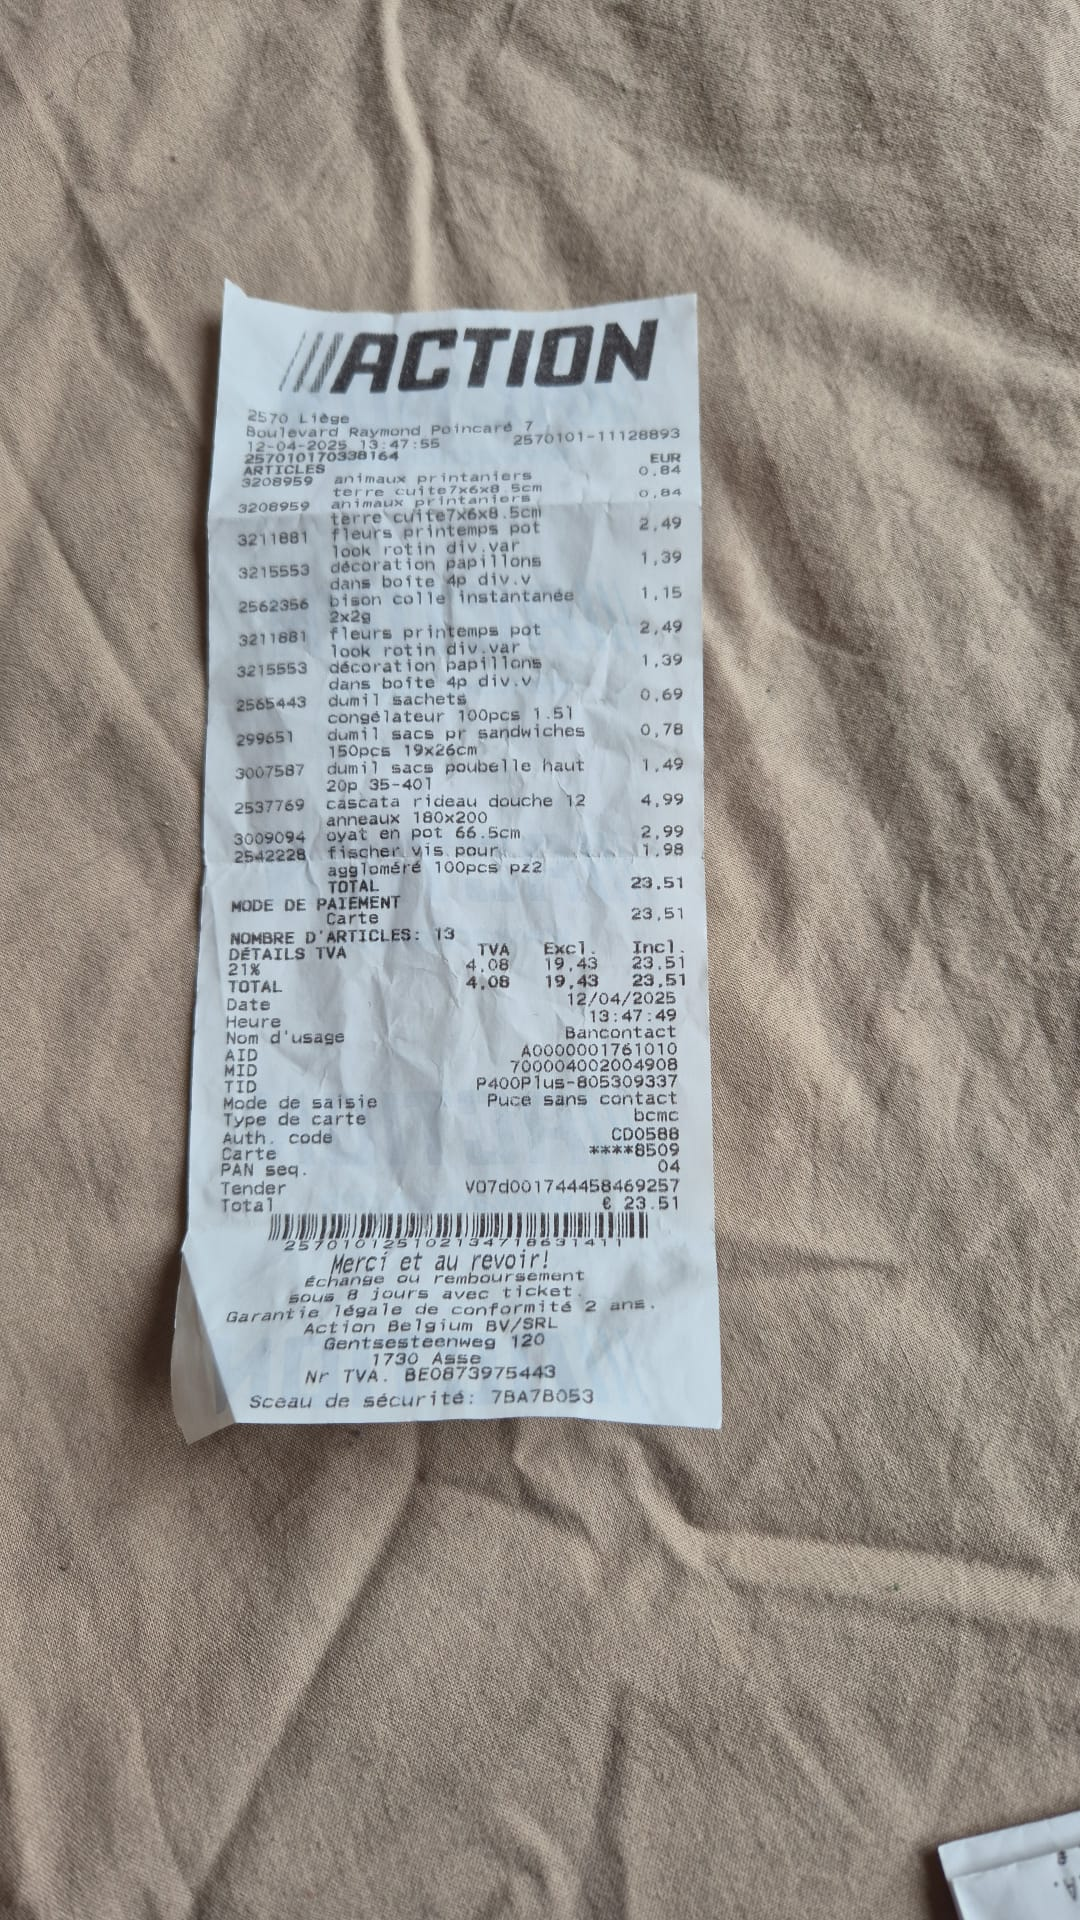 ACTION
2570 Liège
Boulevard Raymond Poincaré 7
12-04-2025 13:47:55 2570101-11128893
257010170338164
ARTICLES EUR
3208959 animaux printaniers 0,84
terre cuite7x6x8.5cm
3208959 animaux printaniers 0,84
terre cuite7x6x8.5cm
3211881 fleurs printemps pot 2,49
look rotin div.var
3215553 décoration papillons 1,39
dans boîte 4p div.v
2562356 bison colle instantanée 1,15
2x2g
3211881 fleurs printemps pot 2,49
look rotin div.var
3215553 décoration papillons 1,39
dans boîte 4p div.v
2565443 dumil sachets 0,69
congélateur 100pcs 1.5l
299651 dumil sacs pr sandwiches 0,78
150pcs 19x26cm
3007587 dumil sacs poubelle haut 1,49
20p 35-40l
2537769 cascata rideau douche 12 4,99
anneaux 180x200
3009094 oyat en pot 66.5cm 2,99
2542228 fischer vis pour 1,98
aggloméré 100pcs pz2
TOTAL 23,51
MODE DE PAIEMENT
Carte 23,51
NOMBRE D'ARTICLES: 13
DÉTAILS TVA TVA Excl. Incl.
21% 4,08 19,43 23,51
TOTAL 4,08 19,43 23,51
Date 12/04/2025
Heure 13:47:49
Nom d'usage Bancontact
AID A0000001761010
MID 700004002004908
TID P400Plus-805309337
Mode de saisie Puce sans contact
Type de carte bcmc
Auth. code CD0588
Carte ****8509
PAN seq. 04
Tender V07d001744458469257
Total € 23.51
257010125102134718631411
Merci et au revoir!
Échange ou remboursement
sous 8 jours avec ticket.
Garantie légale de conformité 2 ans.
Action Belgium BV/SRL
Gentsesteenweg 120
1730 Asse
Nr TVA. BE0873975443
Sceau de sécurité: 7BA7B053